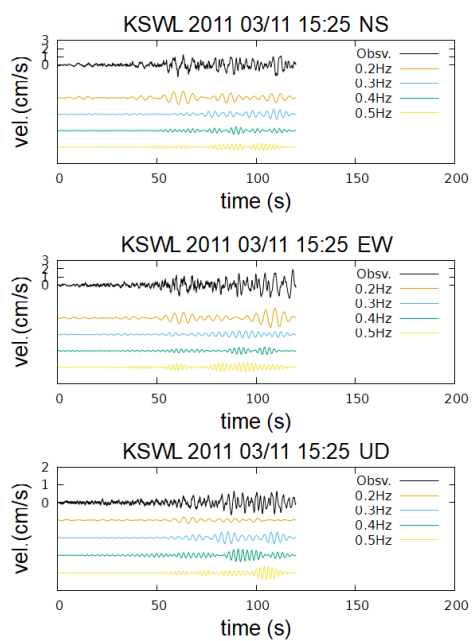 KSWL 2011 03/11 15:25 NS
3
2
1
0
vel.(cm/s)
Obsv.
0.2Hz
0.3Hz
0.4Hz
0.5Hz
0 50 100 150 200
time (s)
KSWL 2011 03/11 15:25 EW
3
2
1
0
vel.(cm/s)
Obsv.
0.2Hz
0.3Hz
0.4Hz
0.5Hz
0 50 100 150 200
time (s)
KSWL 2011 03/11 15:25 UD
2
1
0
vel.(cm/s)
Obsv.
0.2Hz
0.3Hz
0.4Hz
0.5Hz
0 50 100 150 200
time (s)